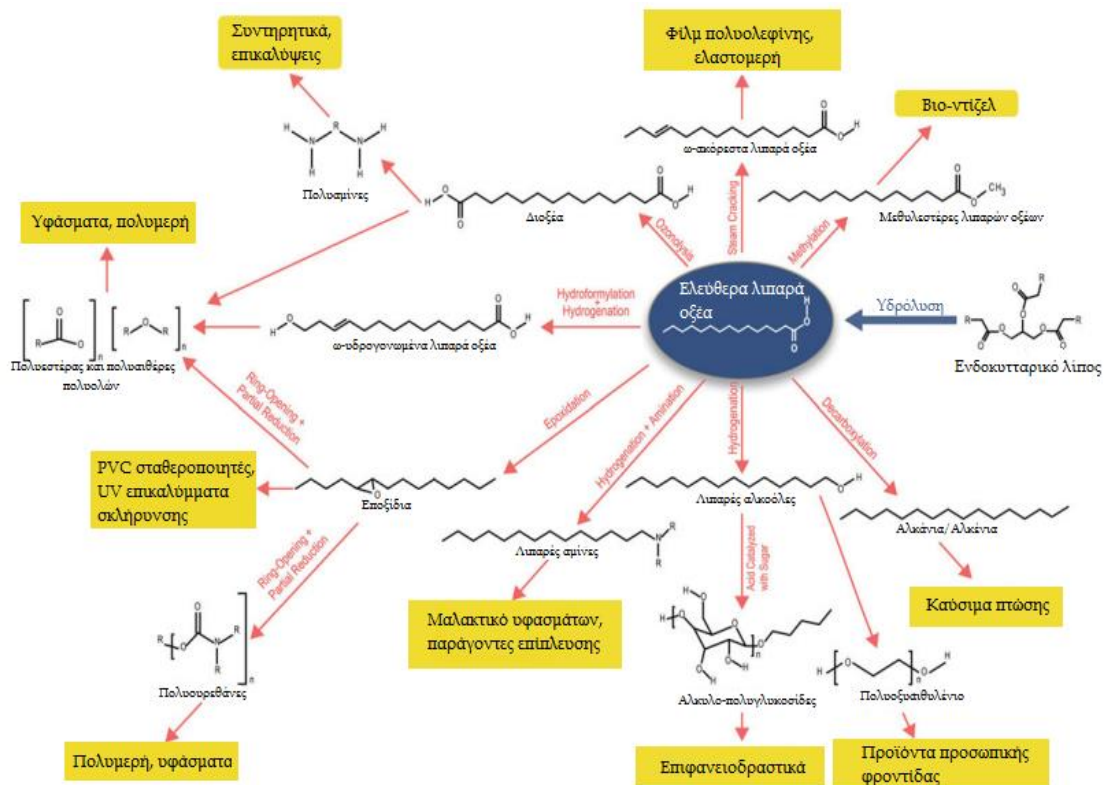 Συντηρητικά,
επικαλύψεις
Φίλμ πολυολεφίνης,
ελαστομερή
Βιο-ντίζελ
H
R
H
N
N
H
H
Πολυαμίνες
O
O
H
ω-ακόρεστα λιπαρά οξέα
H
O
O
O
O
H
Διοξέα
O
O
CH3
Μεθυλεστέρες λιπαρών οξέων
Ozonolysis
Steam Cracking
Methylation
Υφάσματα, πολυμερή
R
O
O
n
R
O
R
n
Πολυεστέρας και πολυαιθέρες
πολυολών
H
O
O
O
H
ω-υδρογονωμένα λιπαρά οξέα
Hydroformylation
+
Hydrogenation
Ελεύθερα λιπαρά
οξέα
H
O
O
Υδρόλυση
R
O
O
R
O
O
R
O
O
Ενδοκυτταρικό λίπος
Ring-Opening +
Partial Reduction
Epoxidation
Hydrogenation + Amination
Hydrogenation
Decarboxylation
PVC σταθεροποιητές,
UV επικαλύμματα
σκλήρυνσης
O
Εποξίδια
O
H
Λιπαρές αλκοόλες
Αλκάνια/Αλκένια
R
N
R
Λιπαρές αμίνες
Ring-Opening +
Partial Reduction
Acid Catalyzed
with Sugar
Μαλακτικό υφασμάτων,
παράγοντες επίπλευσης
Καύσιμα πτώσης
R
O
O
N
R
R
n
Πολυουρεθάνες
H
O
H
O
O
O
O
H
O
H
n
O
Αλκυλο-πολυγλυκοσίδες
H
O
n
O
H
Πολυοξυαιθυλένιο
Πολυμερή, υφάσματα
Επιφανειοδραστικά
Προϊόντα προσωπικής
φροντίδας